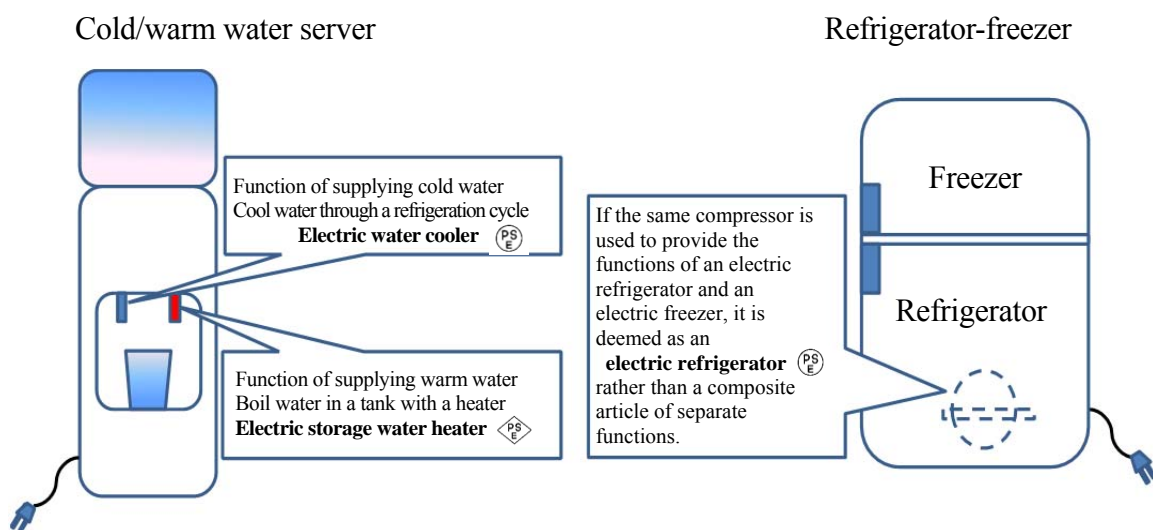 Cold/warm water server
Refrigerator-freezer
Function of supplying cold water
Cool water through a refrigeration cycle
Electric water cooler PS E
Function of supplying warm water
Boil water in a tank with a heater
Electric storage water heater PS E
If the same compressor is
used to provide the
functions of an electric
refrigerator and an
electric freezer, it is
deemed as an
electric refrigerator PS E
rather than a composite
article of separate
functions.
Freezer
Refrigerator